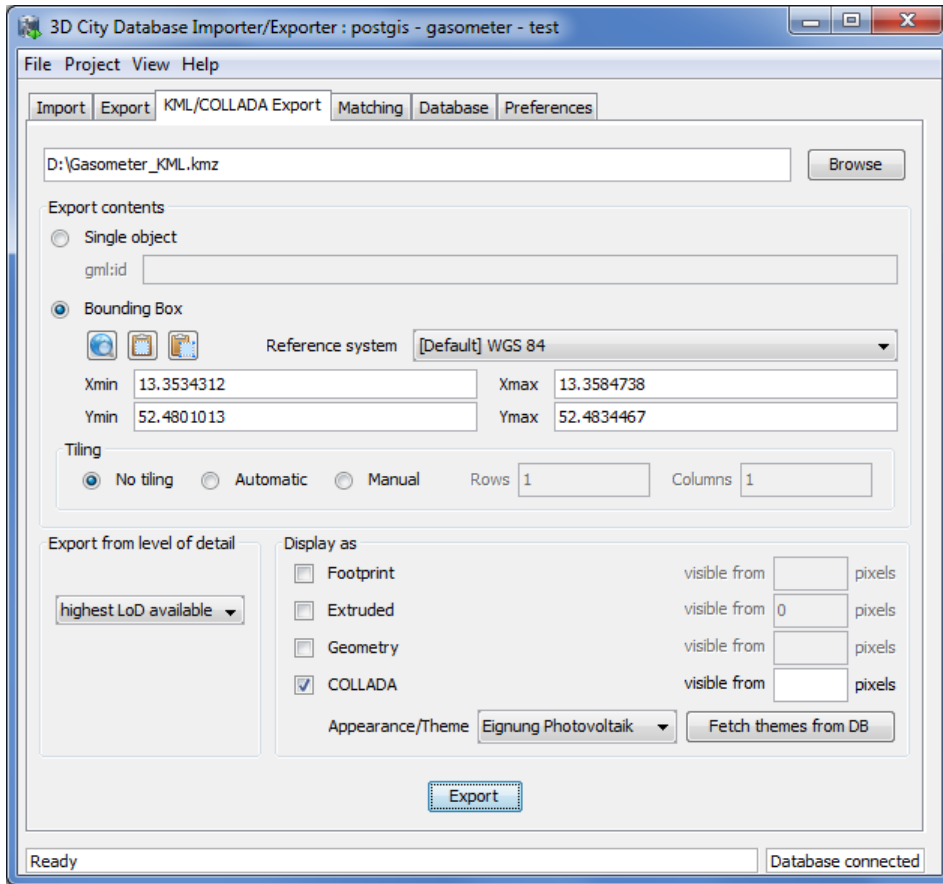 3D City Database Importer/Exporter : postgis - gasometer - test
File Project View Help
Import Export KML/COLLADA Export Matching Database Preferences
D:\Gasometer_KML.kmz Browse
Export contents
Single object
gml:id
Bounding Box
Reference system [Default] WGS 84
Xmin 13.3534312 Xmax 13.3584738
Ymin 52.4801013 Ymax 52.4834467
Tiling
No tiling Automatic Manual Rows 1 Columns 1
Export from level of detail Display as
Footprint visible from pixels
highest LoD available Extruded visible from 0 pixels
Geometry visible from pixels
COLLADA visible from pixels
Appearance/Theme Eignung Photovoltaik Fetch themes from DB
Export
Ready Database connected